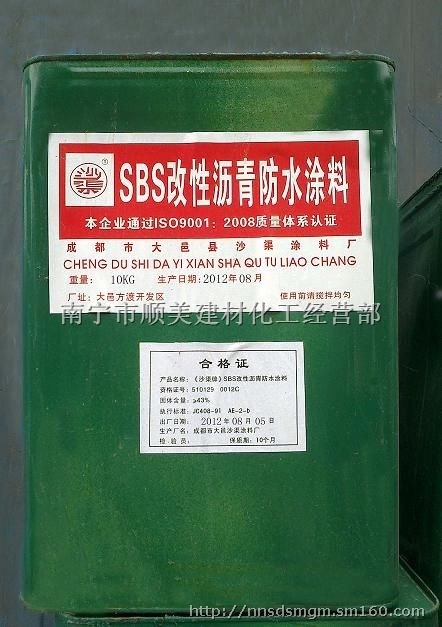 沙渠
®
SBS改性沥青防水涂料
本企业通过ISO9001：2008质量体系认证
成都市大邑县沙渠涂料厂
CHENG DU SHI DA YI XIAN SHA QU TU LIAO CHANG
重量： 10KG 生产日期：2012年08月
厂址：大邑方渡开发区 使用前请搅拌均匀
南宁市顺美建材化工经营部
合格证
产品名称：《沙渠牌》SBS改性沥青防水涂料
资格证号：510129 0012C
固体含量：≥43%
执行标准：JC408-91 AE-2-b
出厂日期：2012年08月05日
生产厂名：成都市大邑沙渠涂料厂
检验员： 保质期：10个月
http://nnsdsmgm.sm160.com/